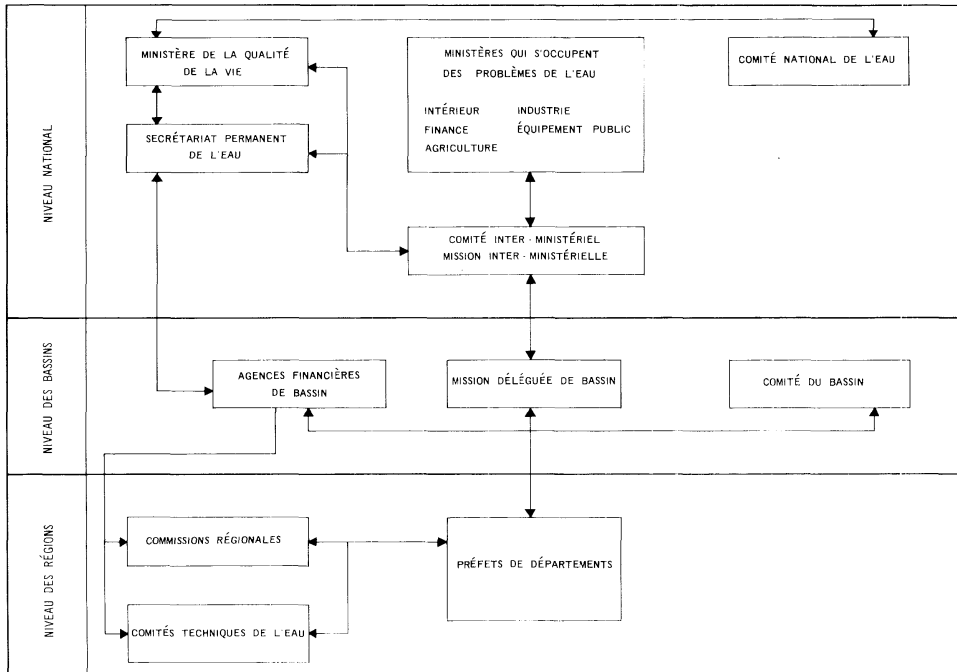 NIVEAU NATIONAL
MINISTÈRE DE LA QUALITÉ
DE LA VIE
MINISTÈRES QUI S'OCCUPENT
DES PROBLÈMES DE L'EAU
INTÉRIEUR INDUSTRIE
FINANCE ÉQUIPEMENT PUBLIC
AGRICULTURE
COMITÉ NATIONAL DE L'EAU
SECRÉTARIAT PERMANENT
DE L'EAU
COMITÉ INTER-MINISTÉRIEL
MISSION INTER-MINISTÉRIELLE
NIVEAU DES BASSINS
AGENCES FINANCIÈRES
DE BASSIN
MISSION DÉLÉGUÉE DE BASSIN
COMITÉ DU BASSIN
NIVEAU DES RÉGIONS
COMMISSIONS RÉGIONALES
PRÉFETS DE DÉPARTEMENTS
COMITÉS TECHNIQUES DE L'EAU